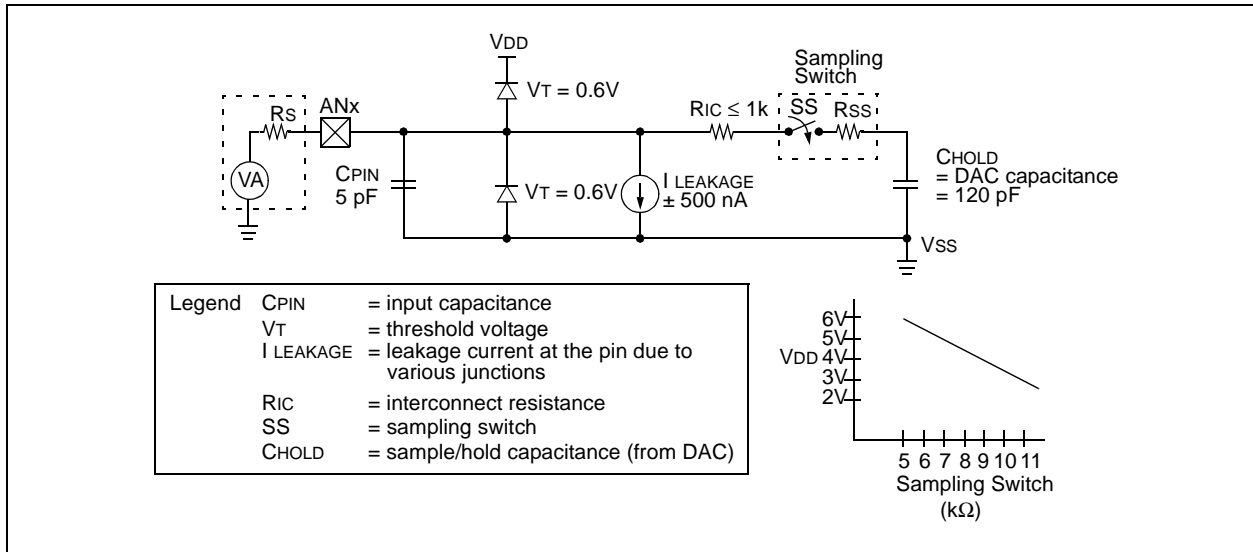 VDD
Sampling
Switch
VT = 0.6V
RS
ANx
RIC ≤ 1k
SS
RSS
CPIN
5 pF
VA
VT = 0.6V
I LEAKAGE
± 500 nA
CHOLD
= DAC capacitance
= 120 pF
VSS
Legend CPIN = input capacitance
VT = threshold voltage
I LEAKAGE = leakage current at the pin due to
various junctions
RIC = interconnect resistance
SS = sampling switch
CHOLD = sample/hold capacitance (from DAC)
6V
5V
VDD 4V
3V
2V
5 6 7 8 9 10 11
Sampling Switch
(kΩ)